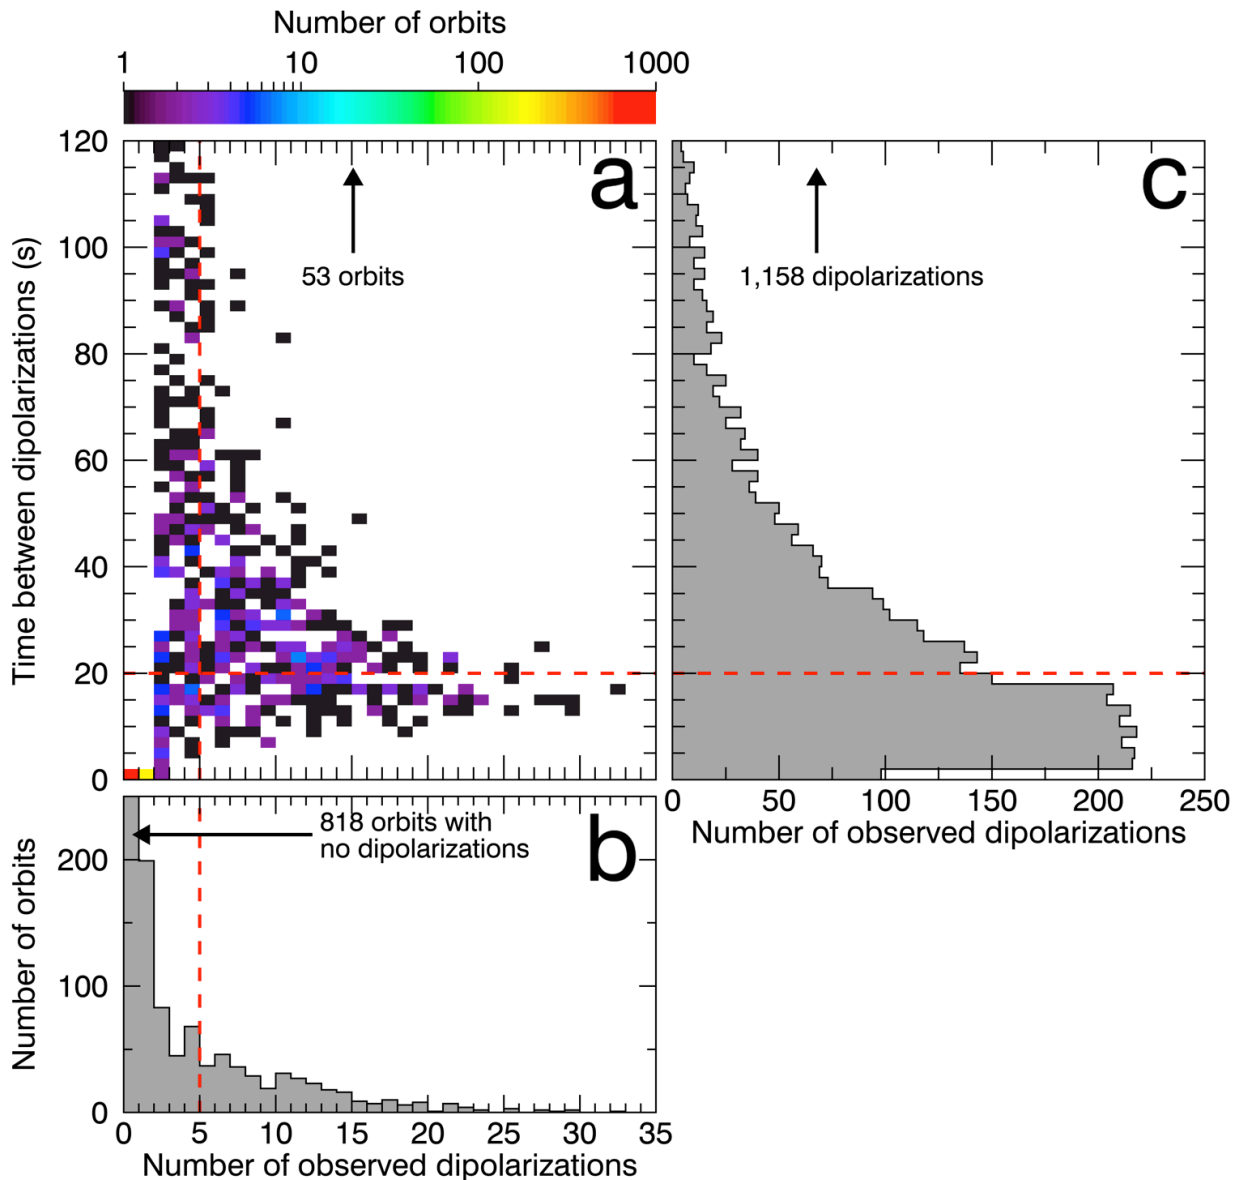 Number of orbits
1 10 100 1000
120
100
80
60
40
20
0
Time between dipolarizations (s)
a
53 orbits
c
1,158 dipolarizations
0 50 100 150 200 250
Number of observed dipolarizations
b
818 orbits with
no dipolarizations
200
100
0
Number of orbits
0 5 10 15 20 25 30 35
Number of observed dipolarizations